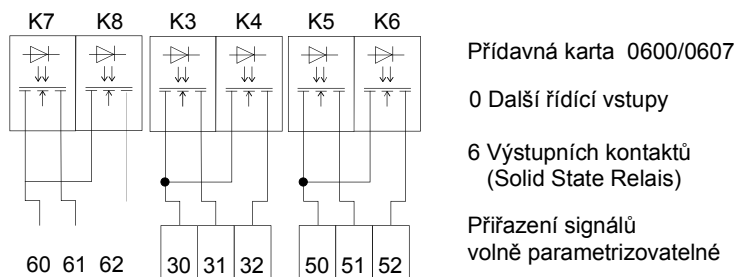 K7 K8 K3 K4 K5 K6
Přídavná karta 0600/0607
0 Další řídící vstupy
6 Výstupních kontaktů
(Solid State Relais)
Přiřazení signálů
volně parametrizovatelné
60 61 62 30 31 32 50 51 52